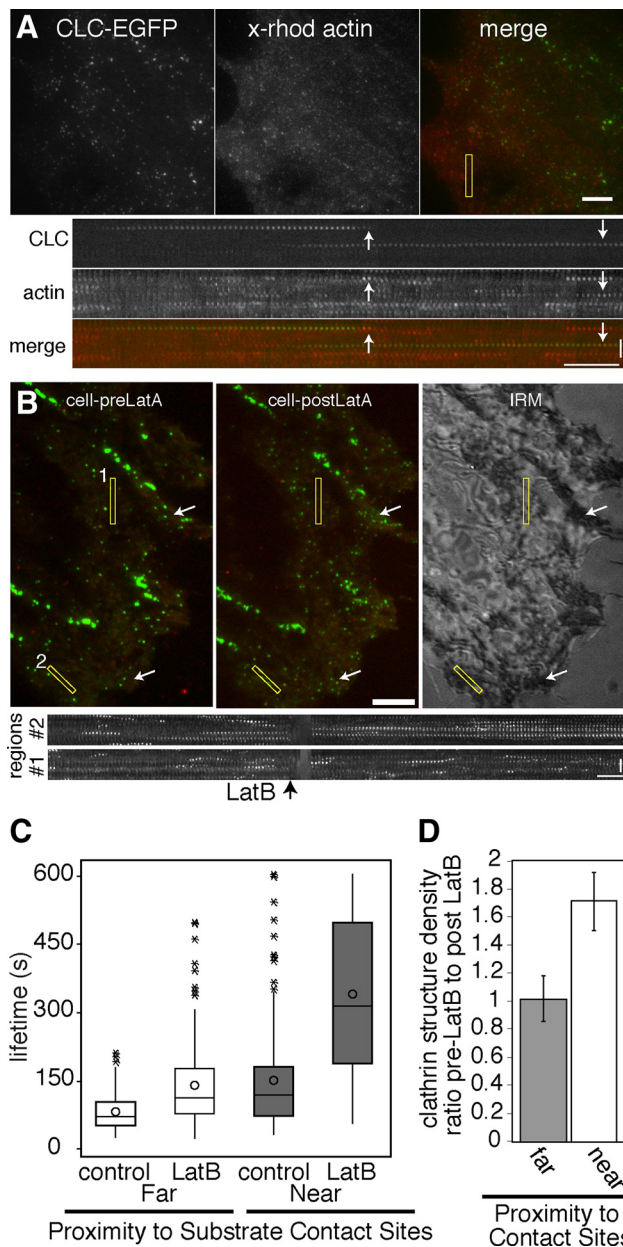 A CLC-EGFP x-rhod actin merge
CLC
actin
merge
B cell-preLatA cell-postLatA IRM
1
2
regions
#2
#1
LatB
C
lifetime (s)
600
450
300
150
0
control LatB control LatB
Far Near
Proximity to Substrate Contact Sites
D
clathrin structure density
ratio pre-LatB to post LatB
2
1.8
1.6
1.4
1.2
1
0.8
0.6
0.4
0.2
0
far near
Proximity to
Contact Sites